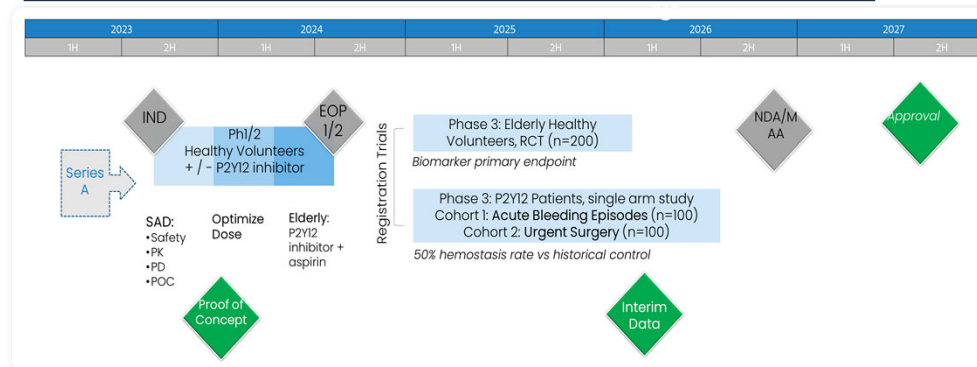 2023 2024 2025 2026 2027
1H 2H 1H 2H 1H 2H 1H 2H 1H 2H
IND
EOP
1/2
NDA/M
AA
Approval
Ph1/2
Healthy Volunteers
+ / - P2Y12 inhibitor
Series
A
Registration Trials
Phase 3: Elderly Healthy
Volunteers, RCT (n=200)
Biomarker primary endpoint
Phase 3: P2Y12 Patients, single arm study
Cohort 1: Acute Bleeding Episodes (n=100)
Cohort 2: Urgent Surgery (n=100)
50% hemostasis rate vs historical control
SAD:
•Safety
•PK
•PD
•POC
Optimize
Dose
Elderly:
P2Y12
inhibitor +
aspirin
Proof of
Concept
Interim
Data